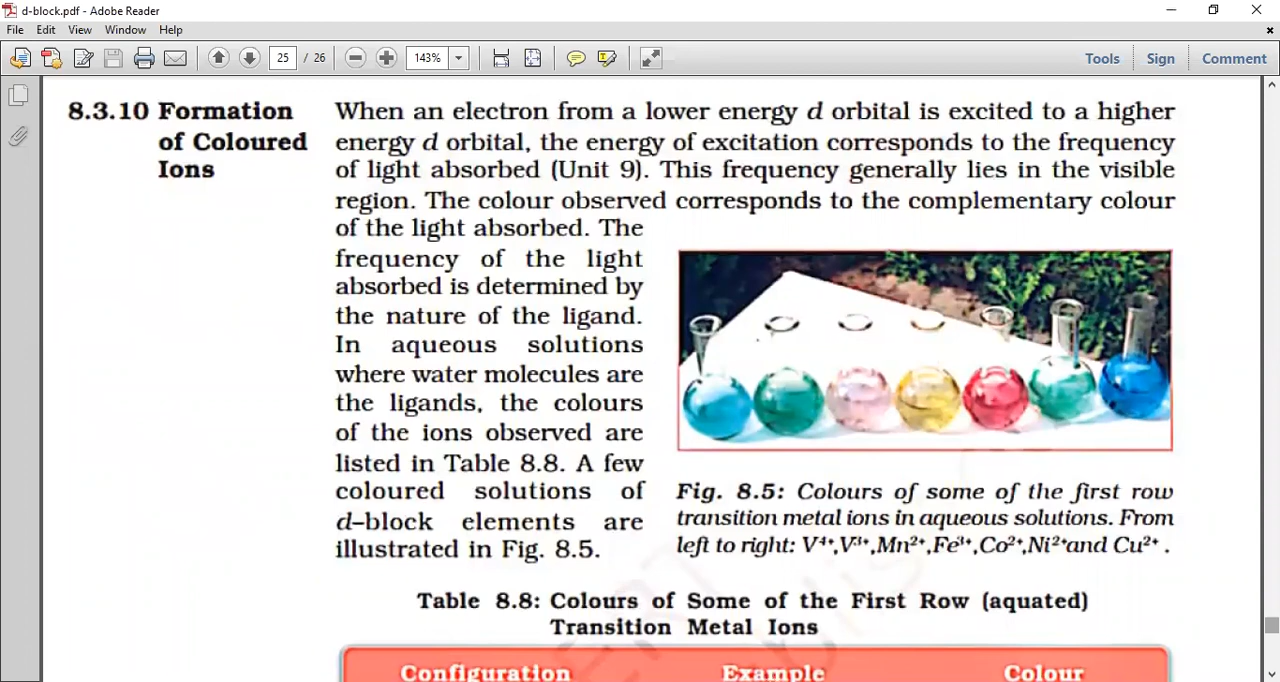 d-block.pdf - Adobe Reader
File Edit View Window Help
25 / 26 143% Tools Sign Comment
8.3.10 Formation
of Coloured
Ions
When an electron from a lower energy d orbital is excited to a higher
energy d orbital, the energy of excitation corresponds to the frequency
of light absorbed (Unit 9). This frequency generally lies in the visible
region. The colour observed corresponds to the complementary colour
of the light absorbed. The
frequency of the light
absorbed is determined by
the nature of the ligand.
In aqueous solutions
where water molecules are
the ligands, the colours
of the ions observed are
listed in Table 8.8. A few
coloured solutions of
d–block elements are
illustrated in Fig. 8.5.
Fig. 8.5: Colours of some of the first row
transition metal ions in aqueous solutions. From
left to right: V⁴⁺,V³⁺,Mn²⁺,Fe³⁺,Co²⁺,Ni²⁺and Cu²⁺ .
Table 8.8: Colours of Some of the First Row (aquated)
Transition Metal Ions
Configuration Example Colour